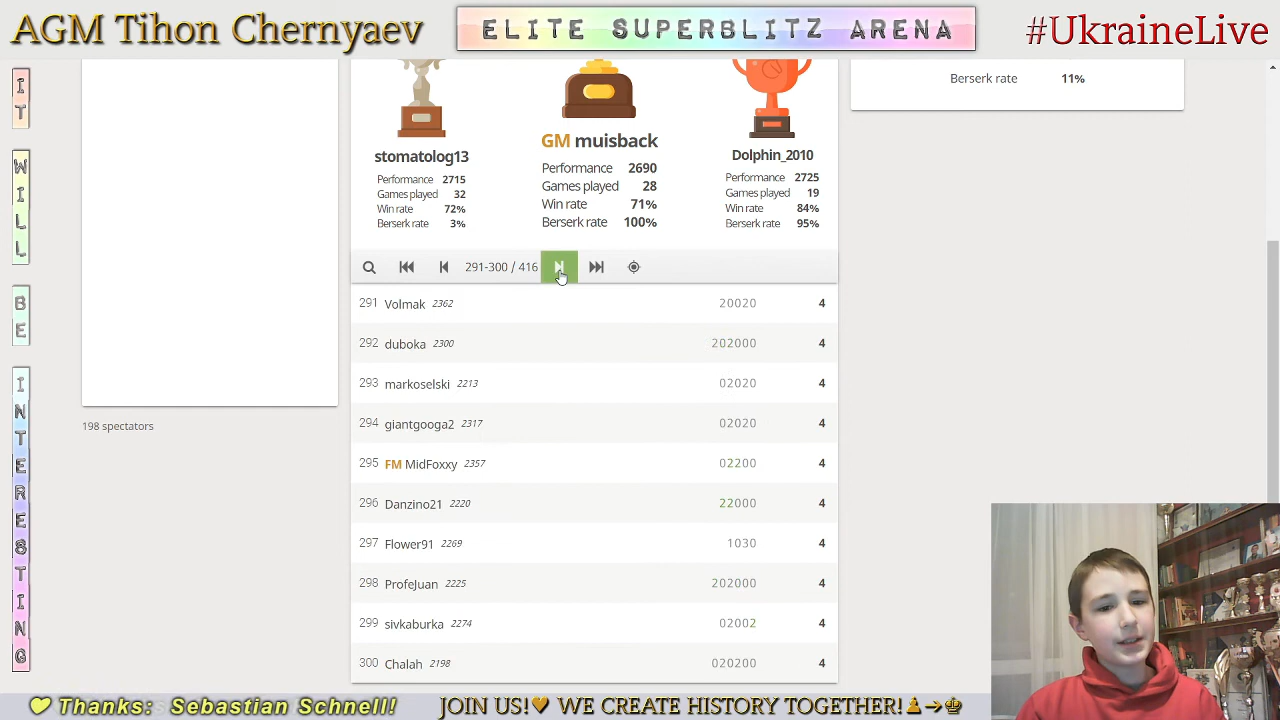 AGM Tihon Chernyaev
ELITE SUPERBLITZ ARENA
#UkraineLive
IT
WILL
BE
INTERESTING
stomatolog13
Performance 2715
Games played 32
Win rate 72%
Berserk rate 3%
GM muisback
Performance 2690
Games played 28
Win rate 71%
Berserk rate 100%
Dolphin_2010
Performance 2725
Games played 19
Win rate 84%
Berserk rate 95%
Berserk rate 11%
291-300 / 416
291 Volmak 2362 20020 4
292 duboka 2300 202000 4
293 markoselski 2213 02020 4
294 giantgooga2 2317 02020 4
295 FM MidFoxxy 2357 02200 4
296 Danzino21 2220 22000 4
297 Flower91 2269 1030 4
298 ProfeJuan 2225 202000 4
299 sivkaburka 2274 02002 4
300 Chalah 2198 020200 4
198 spectators
Thanks: Sebastian Schnell!
JOIN US!🧡 WE CREATE HISTORY TOGETHER!♟→♚